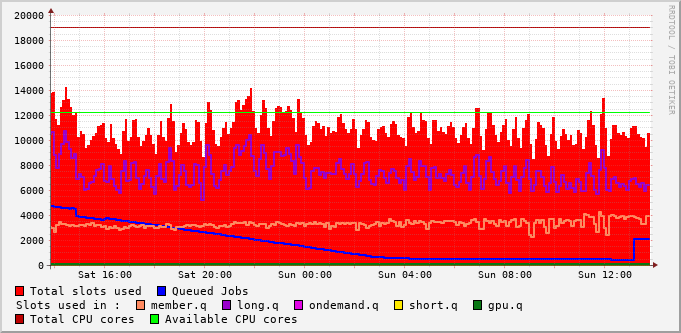 20000
18000
16000
14000
12000
10000
8000
6000
4000
2000
0
Sat 16:00 Sat 20:00 Sun 00:00 Sun 04:00 Sun 08:00 Sun 12:00
RRDTOOL / TOBI OETIKER
Total slots used Queued Jobs
Slots used in : member.q long.q ondemand.q short.q gpu.q
Total CPU cores Available CPU cores